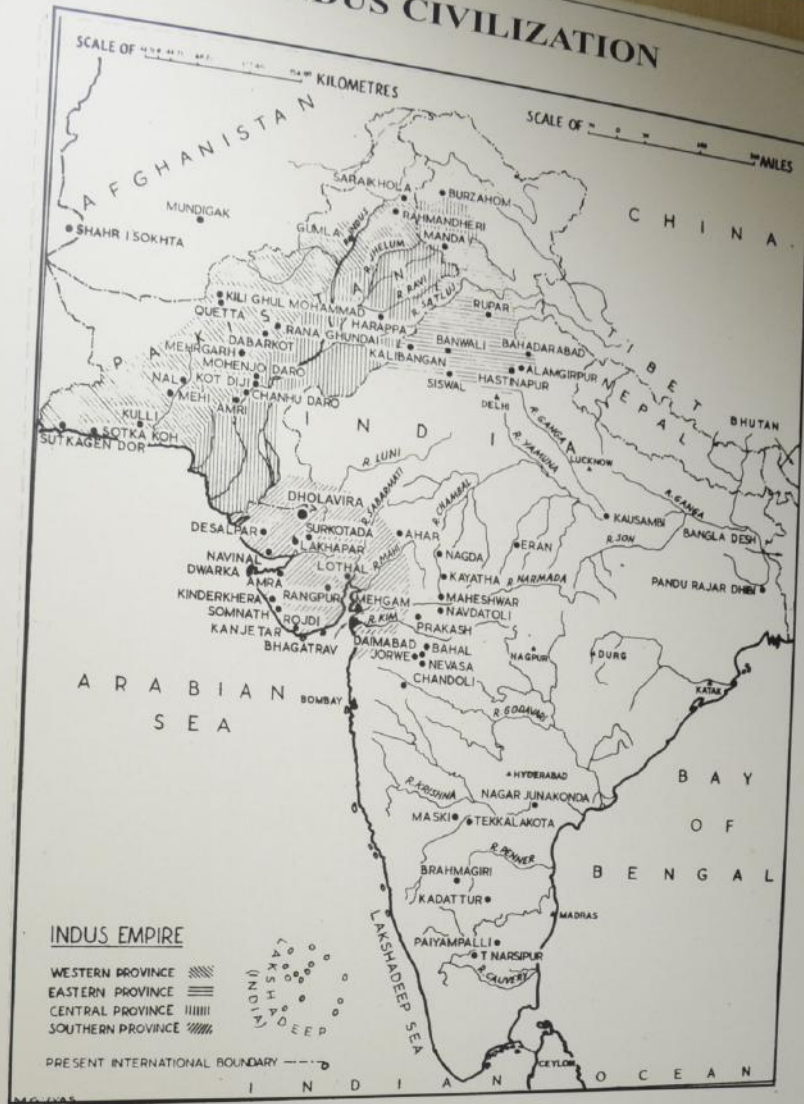 DUS CIVILIZATION
SCALE OF
KILOMETRES
SCALE OF
MILES
AFGHANISTAN
CHINA
SARAIKHOLA
BURZAHOM
MUNDIGAK
RAHMANDHERI
SHAHR I SOKHTA
GUMLA
MANDA
R. JHELUM
R. RAVI
R. SATLUJ
PAKISTAN
KILI GHUL MOHAMMAD
RUPAR
QUETTA
HARAPPA
RANA GHUNDAI
DABARKOT
BANWALI
BAHADARABAD
TIBET
MEHRGARH
KALIBANGAN
ALAMGIRPUR
MOHENJO DARO
SISWAL
HASTINAPUR
NEPAL
NAL
KOT DIJI
DELHI
MEHI
CHANHU DARO
AMRI
BHUTAN
KULLI
INDIA
R. GANGA
R. YAMUNA
LUCKNOW
SOTKA KOH
SUTKAGEN DOR
R. LUNI
R. SABARMATI
R. CHAMBAL
R. GANGA
DHOLAVIRA
KAUSAMBI
DESALPAR
SURKOTADA
AHAR
BANGLA DESH
LAKHAPAR
ERAN
R. SON
R. MAHI
NAGDA
NAVINAL
LOTHAL
DWARKA
KAYATHA
R. NARMADA
PANDU RAJAR DHIBI
AMRA
RANGPUR
MEHGAM
MAHESHWAR
KINDERKHERA
NAVDATOLI
SOMNATH
ROJDI
R. KIM
PRAKASH
KANJETAR
DAIMABAD
BAHAL
BHAGATRAV
JORWE
NEVASA
NAGPUR
DURG
CHANDOLI
ARABIAN
SEA
BOMBAY
KATAK
R. GODAVARI
HYDERABAD
BAY
OF
BENGAL
R. KRISHNA
NAGAR JUNAKONDA
MASKI
TEKKALAKOTA
R. PENNER
BRAHMAGIRI
KADATTUR
MADRAS
PAIYAMPALLI
T NARSIPUR
R. CAUVERY
LAKSHADEEP SEA
LAKSHADEEP
(INDIA)
CEYLON
INDUS EMPIRE
WESTERN PROVINCE
EASTERN PROVINCE
CENTRAL PROVINCE
SOUTHERN PROVINCE
PRESENT INTERNATIONAL BOUNDARY
INDIAN OCEAN